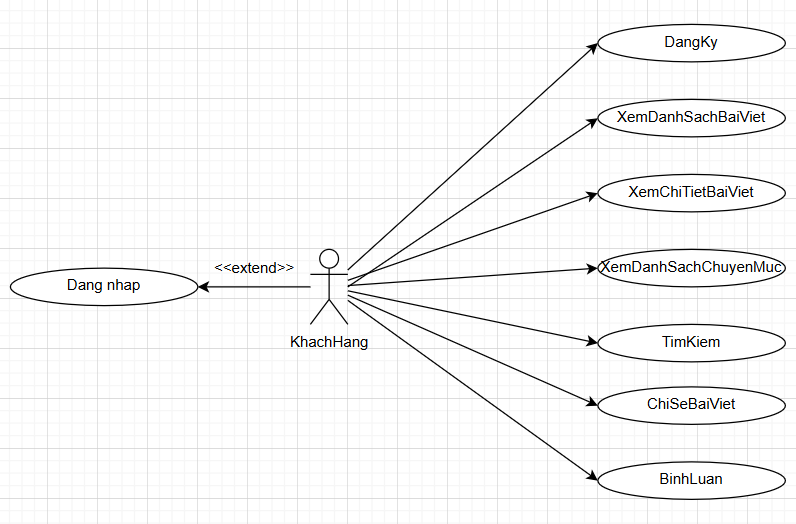 DangKy
XemDanhSachBaiViet
XemChiTietBaiViet
XemDanhSachChuyenMuc
<<extend>>
Dang nhap
KhachHang
TimKiem
ChiSeBaiViet
BinhLuan